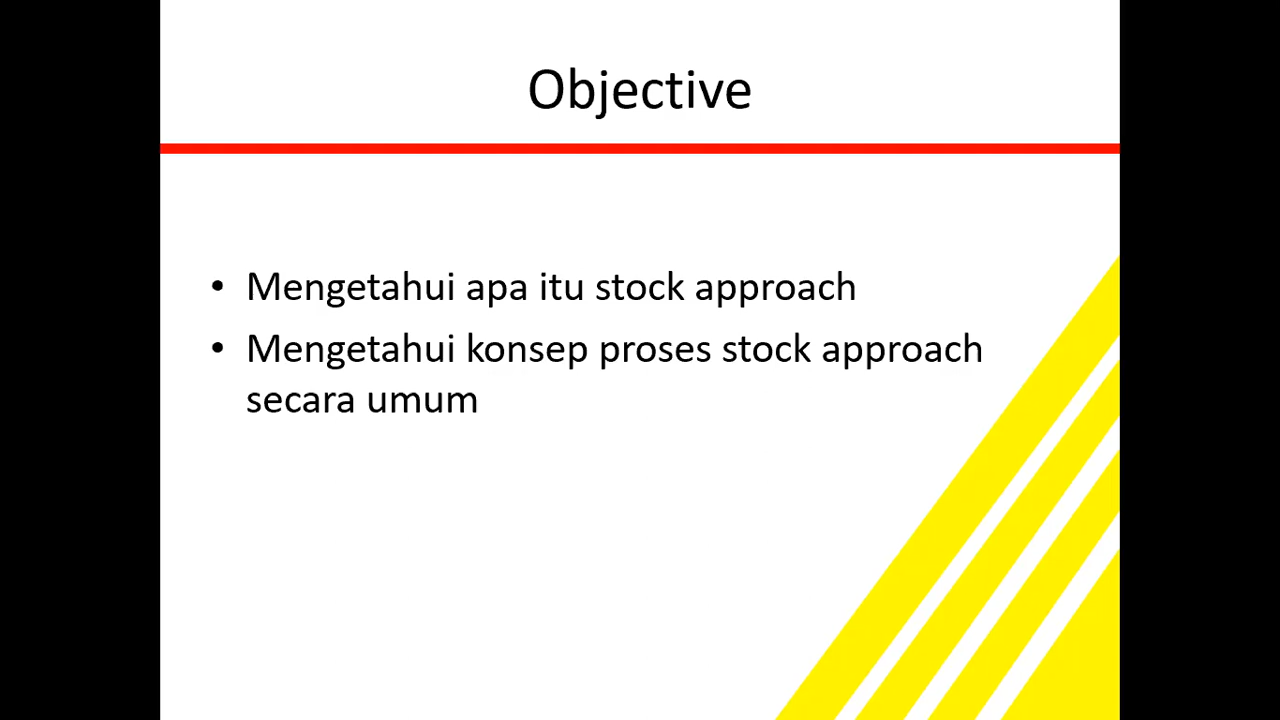 Objective
• Mengetahui apa itu stock approach
• Mengetahui konsep proses stock approach
secara umum